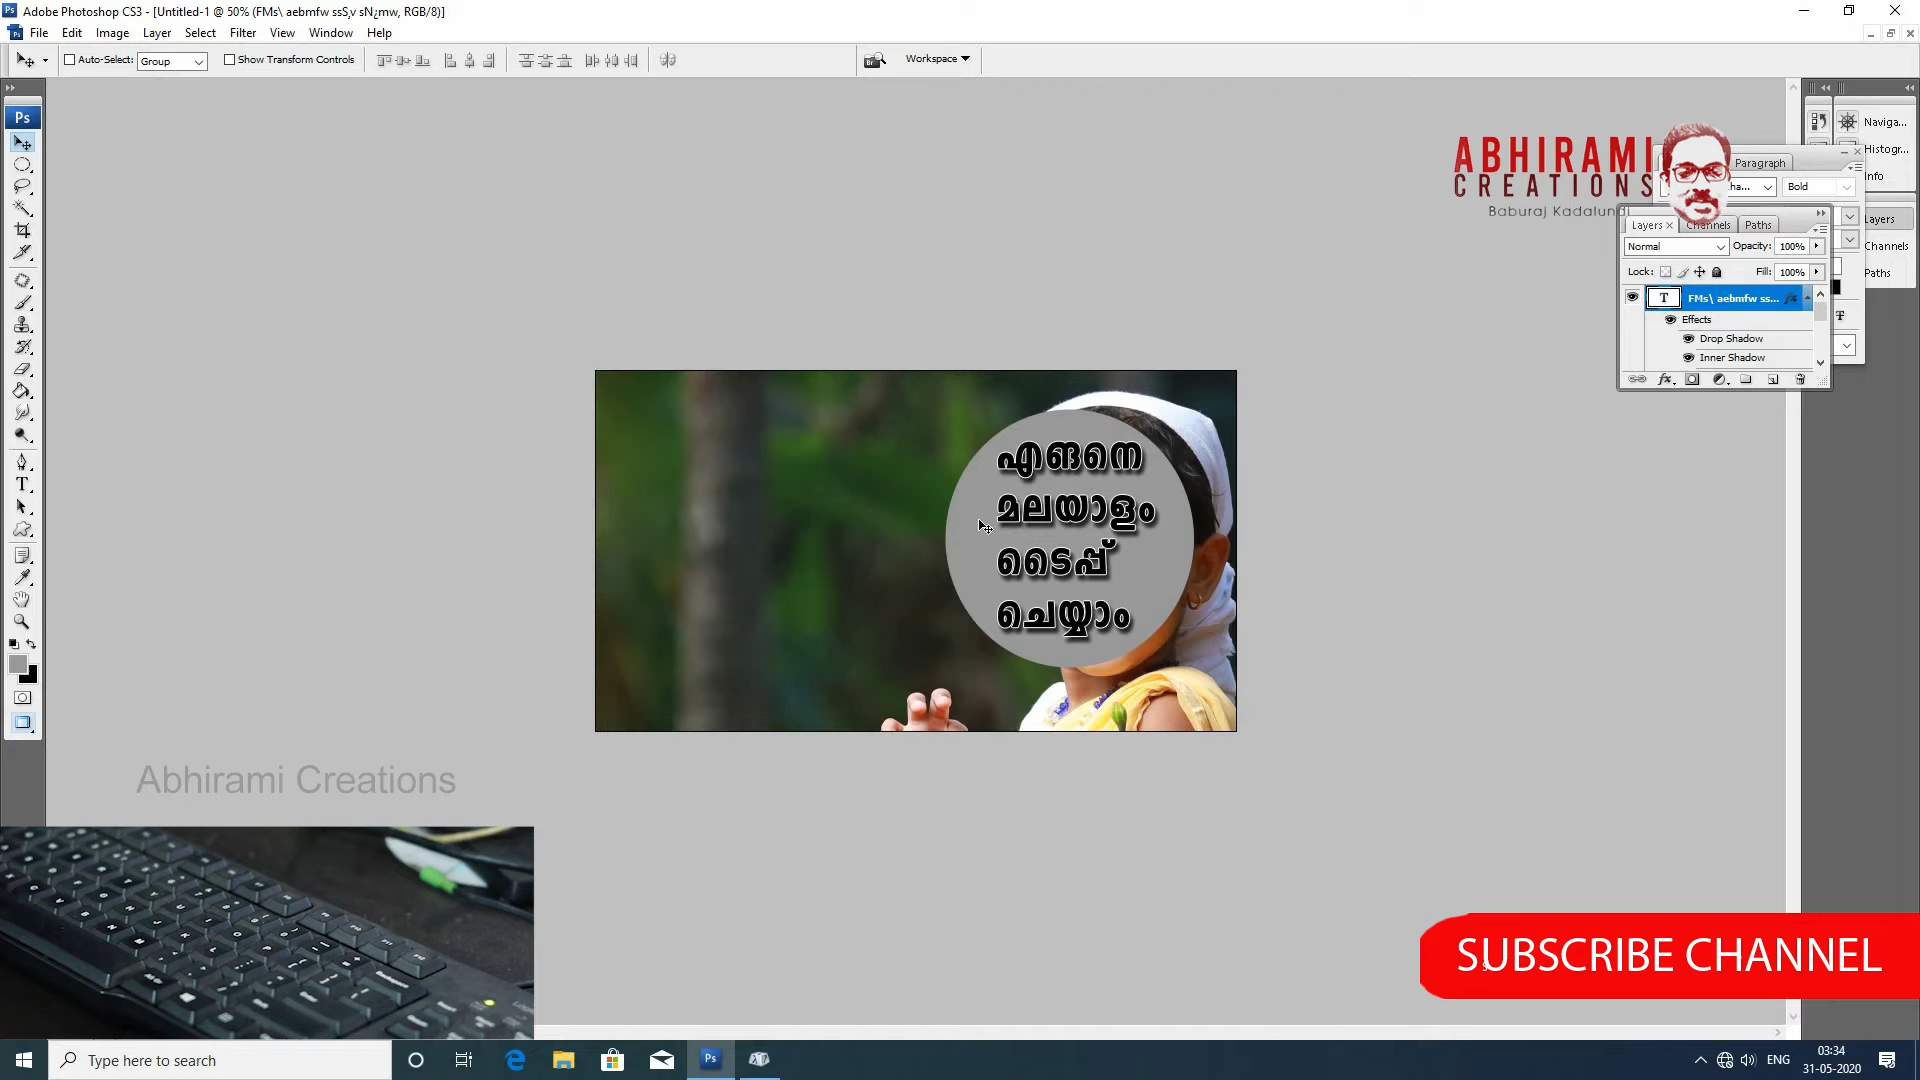 Adobe Photoshop CS3 - [Untitled-1 @ 50% (FMs\ aebmfw ssS¸v sN¿mw, RGB/8)]
File Edit Image Layer Select Filter View Window Help
Auto-Select: Group Show Transform Controls Workspace
Ps
ABHIRAMI
CREATIONS
Baburaj Kadalundi
Naviga...
Histogr...
Info
Layers
Channels
Paths
Paragraph
Bold
Layers Channels Paths
Normal Opacity: 100%
Lock: Fill: 100%
T FMs\ aebmfw ss...
Effects
Drop Shadow
Inner Shadow
എങനെ
മലയാളം
ടൈപ്പ്
ചെയ്യാം
Abhirami Creations
SUBSCRIBE CHANNEL
Type here to search
Ps
ENG
03:34
31-05-2020